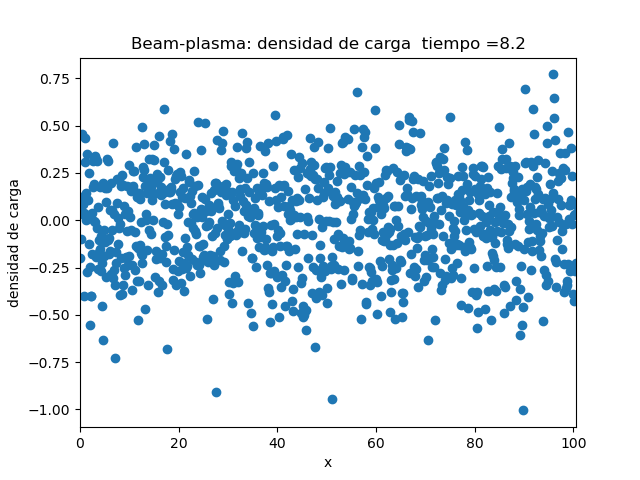 Beam-plasma: densidad de carga  tiempo =8.2
densidad de carga
0.75
0.50
0.25
0.00
−0.25
−0.50
−0.75
−1.00
0 20 40 60 80 100
x